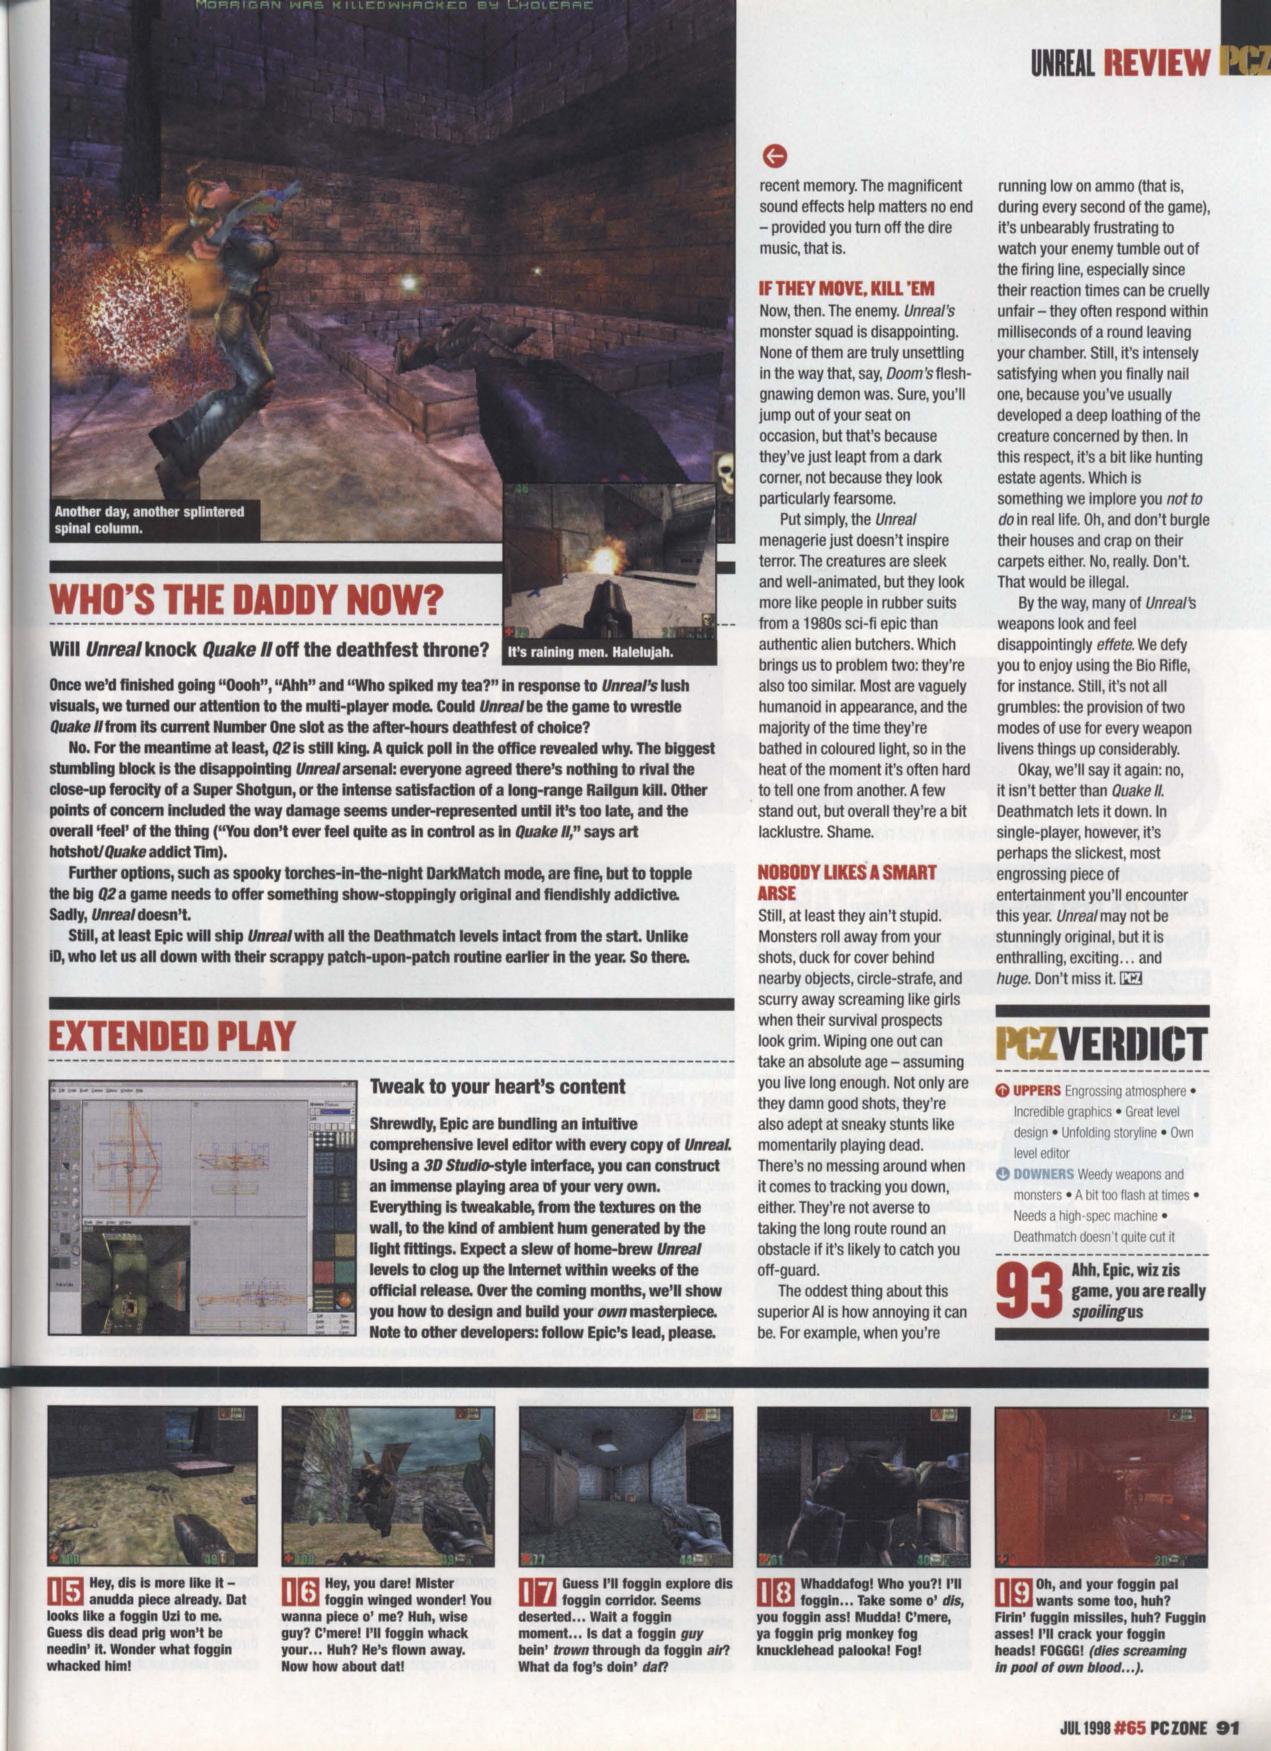 MORRIGAN WAS KILLEDWHACKED BY CHOLERAE
UNREAL REVIEW PCZ
Another day, another splintered
spinal column.
It's raining men. Halelujah.
WHO'S THE DADDY NOW?
Will Unreal knock Quake II off the deathfest throne?
Once we'd finished going “Oooh”, “Ahh” and “Who spiked my tea?” in response to Unreal's lush
visuals, we turned our attention to the multi-player mode. Could Unreal be the game to wrestle
Quake II from its current Number One slot as the after-hours deathfest of choice?
No. For the meantime at least, Q2 is still king. A quick poll in the office revealed why. The biggest
stumbling block is the disappointing Unreal arsenal: everyone agreed there's nothing to rival the
close-up ferocity of a Super Shotgun, or the intense satisfaction of a long-range Railgun kill. Other
points of concern included the way damage seems under-represented until it's too late, and the
overall 'feel' of the thing (“You don't ever feel quite as in control as in Quake II,” says art
hotshot/Quake addict Tim).
Further options, such as spooky torches-in-the-night DarkMatch mode, are fine, but to topple
the big Q2 a game needs to offer something show-stoppingly original and fiendishly addictive.
Sadly, Unreal doesn't.
Still, at least Epic will ship Unreal with all the Deathmatch levels intact from the start. Unlike
iD, who let us all down with their scrappy patch-upon-patch routine earlier in the year. So there.
EXTENDED PLAY
Tweak to your heart's content
Shrewdly, Epic are bundling an intuitive
comprehensive level editor with every copy of Unreal.
Using a 3D Studio-style interface, you can construct
an immense playing area of your very own.
Everything is tweakable, from the textures on the
wall, to the kind of ambient hum generated by the
light fittings. Expect a slew of home-brew Unreal
levels to clog up the Internet within weeks of the
official release. Over the coming months, we'll show
you how to design and build your own masterpiece.
Note to other developers: follow Epic's lead, please.
recent memory. The magnificent
sound effects help matters no end
– provided you turn off the dire
music, that is.
IF THEY MOVE, KILL 'EM
Now, then. The enemy. Unreal's
monster squad is disappointing.
None of them are truly unsettling
in the way that, say, Doom's flesh-
gnawing demon was. Sure, you'll
jump out of your seat on
occasion, but that's because
they've just leapt from a dark
corner, not because they look
particularly fearsome.
Put simply, the Unreal
menagerie just doesn't inspire
terror. The creatures are sleek
and well-animated, but they look
more like people in rubber suits
from a 1980s sci-fi epic than
authentic alien butchers. Which
brings us to problem two: they're
also too similar. Most are vaguely
humanoid in appearance, and the
majority of the time they're
bathed in coloured light, so in the
heat of the moment it's often hard
to tell one from another. A few
stand out, but overall they're a bit
lacklustre. Shame.
NOBODY LIKES A SMART
ARSE
Still, at least they ain't stupid.
Monsters roll away from your
shots, duck for cover behind
nearby objects, circle-strafe, and
scurry away screaming like girls
when their survival prospects
look grim. Wiping one out can
take an absolute age – assuming
you live long enough. Not only are
they damn good shots, they're
also adept at sneaky stunts like
momentarily playing dead.
There's no messing around when
it comes to tracking you down,
either. They're not averse to
taking the long route round an
obstacle if it's likely to catch you
off-guard.
The oddest thing about this
superior AI is how annoying it can
be. For example, when you're
running low on ammo (that is,
during every second of the game),
it's unbearably frustrating to
watch your enemy tumble out of
the firing line, especially since
their reaction times can be cruelly
unfair – they often respond within
milliseconds of a round leaving
your chamber. Still, it's intensely
satisfying when you finally nail
one, because you've usually
developed a deep loathing of the
creature concerned by then. In
this respect, it's a bit like hunting
estate agents. Which is
something we implore you not to
do in real life. Oh, and don't burgle
their houses and crap on their
carpets either. No, really. Don't.
That would be illegal.
By the way, many of Unreal's
weapons look and feel
disappointingly effete. We defy
you to enjoy using the Bio Rifle,
for instance. Still, it's not all
grumbles: the provision of two
modes of use for every weapon
livens things up considerably.
Okay, we'll say it again: no,
it isn't better than Quake II.
Deathmatch lets it down. In
single-player, however, it's
perhaps the slickest, most
engrossing piece of
entertainment you'll encounter
this year. Unreal may not be
stunningly original, but it is
enthralling, exciting... and
huge. Don't miss it. PCZ
PCZVERDICT
UPPERS Engrossing atmosphere •
Incredible graphics • Great level
design • Unfolding storyline • Own
level editor
DOWNERS Weedy weapons and
monsters • A bit too flash at times •
Needs a high-spec machine •
Deathmatch doesn't quite cut it
93
Ahh, Epic, wiz zis
game, you are really
spoiling us
15 Hey, dis is more like it –
anudda piece already. Dat
looks like a foggin Uzi to me.
Guess dis dead prig won't be
needin' it. Wonder what foggin
whacked him!
16 Hey, you dare! Mister
foggin winged wonder! You
wanna piece o' me? Huh, wise
guy? C'mere! I'll foggin whack
your... Huh? He's flown away.
Now how about dat!
17 Guess I'll foggin explore dis
foggin corridor. Seems
deserted... Wait a foggin
moment... Is dat a foggin guy
bein' trown through da foggin air?
What da fog's doin' dat?
18 Whaddafog! Who you?! I'll
foggin... Take some o' dis,
you foggin ass! Mudda! C'mere,
ya foggin prig monkey fog
knucklehead palooka! Fog!
19 Oh, and your foggin pal
wants some too, huh?
Firin' fuggin missiles, huh? Fuggin
asses! I'll crack your foggin
heads! FOGGG! (dies screaming
in pool of own blood...).
JUL 1998 #65 PC ZONE 91